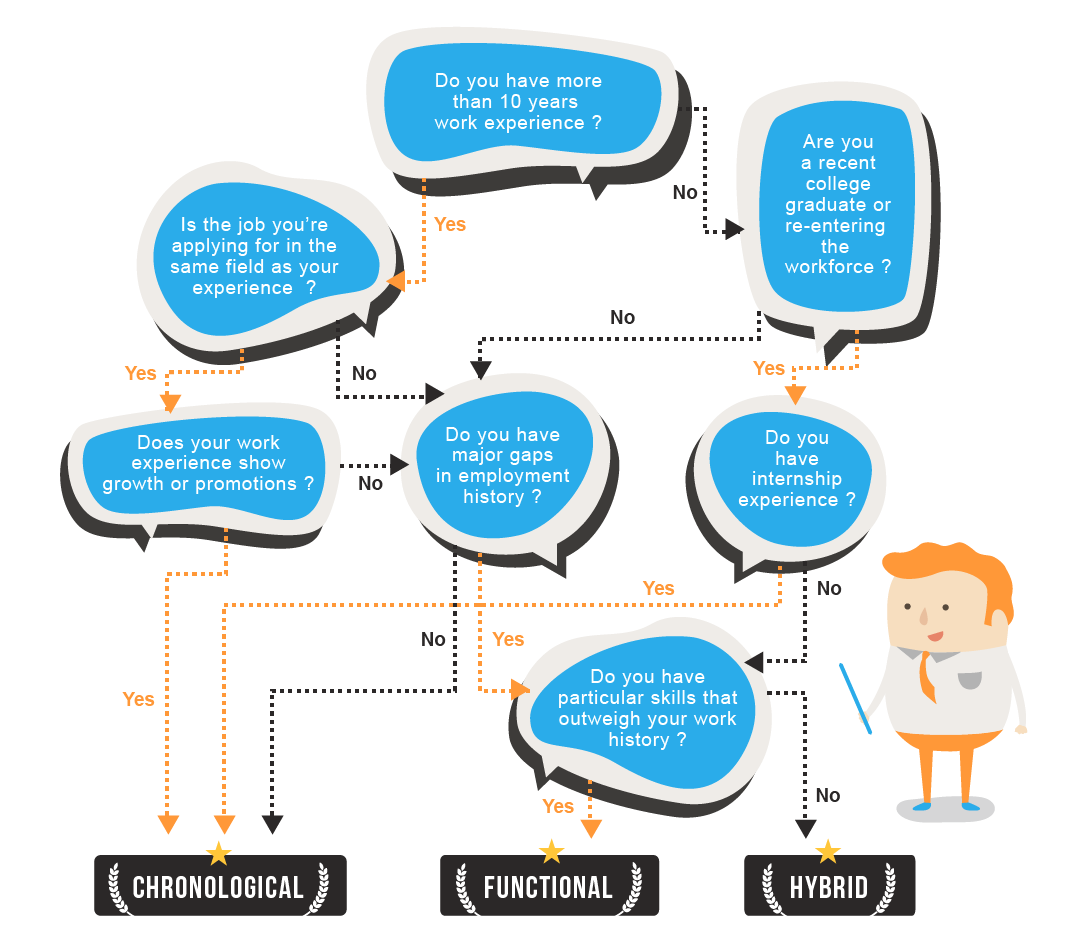 Do you have more
than 10 years
work experience ?
No
Yes
Are you
a recent
college
graduate or
re-entering
the
workforce ?
Is the job you’re
applying for in the
same field as your
experience  ?
No
Yes
No
Yes
Does your work
experience show
growth or promotions ?
No
Do you have
major gaps
in employment
history ?
Do you
have
internship
experience ?
Yes
No
No
Yes
Yes
Do you have
particular skills that
outweigh your work
history ?
Yes
No
CHRONOLOGICAL
FUNCTIONAL
HYBRID